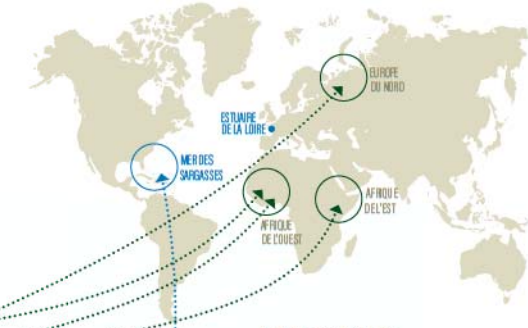 EUROPE
DU NORD
ESTUAIRE
DE LA LOIRE
MER DES
SARGASSES
AFRIQUE
DE L'EST
AFRIQUE
DE L'OUEST